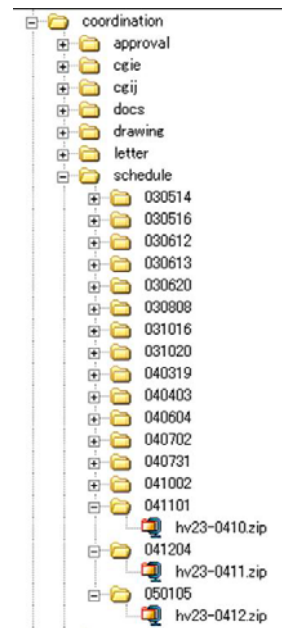 coordination
approval
cgie
cgij
docs
drawing
letter
schedule
030514
030516
030612
030613
030620
030808
031016
031020
040319
040403
040604
040702
040731
041002
041101
hv23-0410.zip
041204
hv23-0411.zip
050105
hv23-0412.zip